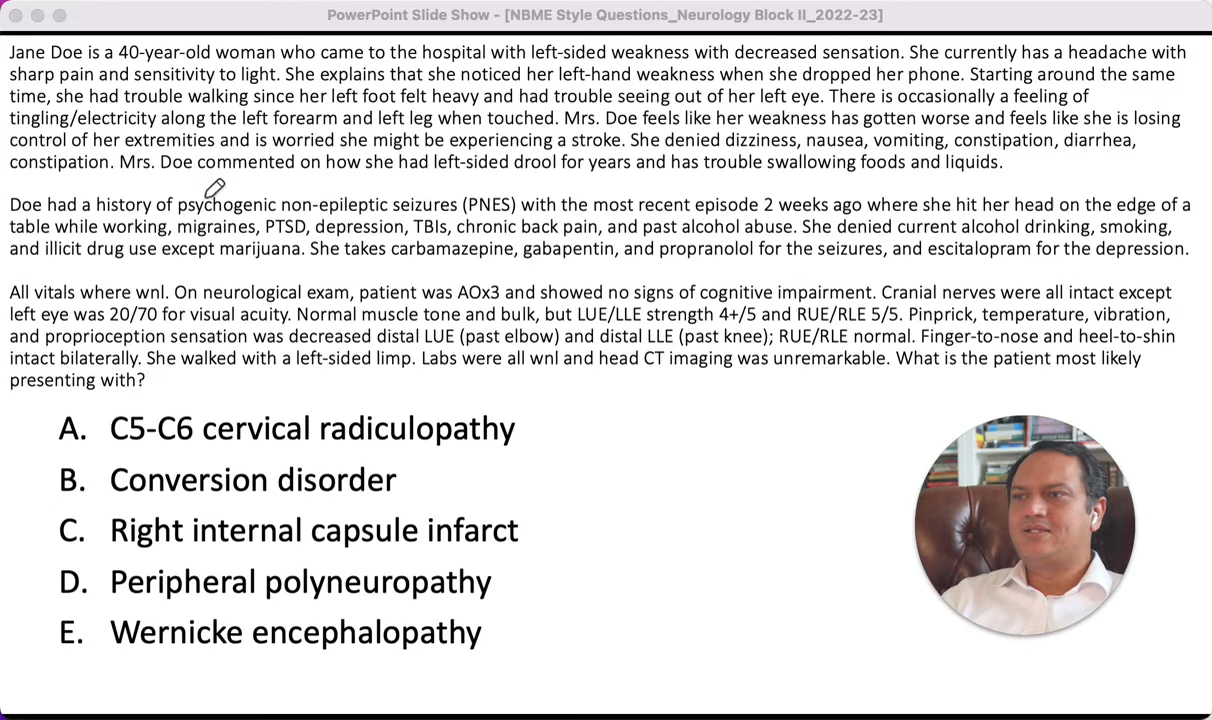 PowerPoint Slide Show - [NBME Style Questions_Neurology Block II_2022-23]
Jane Doe is a 40-year-old woman who came to the hospital with left-sided weakness with decreased sensation. She currently has a headache with
sharp pain and sensitivity to light. She explains that she noticed her left-hand weakness when she dropped her phone. Starting around the same
time, she had trouble walking since her left foot felt heavy and had trouble seeing out of her left eye. There is occasionally a feeling of
tingling/electricity along the left forearm and left leg when touched. Mrs. Doe feels like her weakness has gotten worse and feels like she is losing
control of her extremities and is worried she might be experiencing a stroke. She denied dizziness, nausea, vomiting, constipation, diarrhea,
constipation. Mrs. Doe commented on how she had left-sided drool for years and has trouble swallowing foods and liquids.
Doe had a history of psychogenic non-epileptic seizures (PNES) with the most recent episode 2 weeks ago where she hit her head on the edge of a
table while working, migraines, PTSD, depression, TBIs, chronic back pain, and past alcohol abuse. She denied current alcohol drinking, smoking,
and illicit drug use except marijuana. She takes carbamazepine, gabapentin, and propranolol for the seizures, and escitalopram for the depression.
All vitals where wnl. On neurological exam, patient was AOx3 and showed no signs of cognitive impairment. Cranial nerves were all intact except
left eye was 20/70 for visual acuity. Normal muscle tone and bulk, but LUE/LLE strength 4+/5 and RUE/RLE 5/5. Pinprick, temperature, vibration,
and proprioception sensation was decreased distal LUE (past elbow) and distal LLE (past knee); RUE/RLE normal. Finger-to-nose and heel-to-shin
intact bilaterally. She walked with a left-sided limp. Labs were all wnl and head CT imaging was unremarkable. What is the patient most likely
presenting with?
A. C5-C6 cervical radiculopathy
B. Conversion disorder
C. Right internal capsule infarct
D. Peripheral polyneuropathy
E. Wernicke encephalopathy